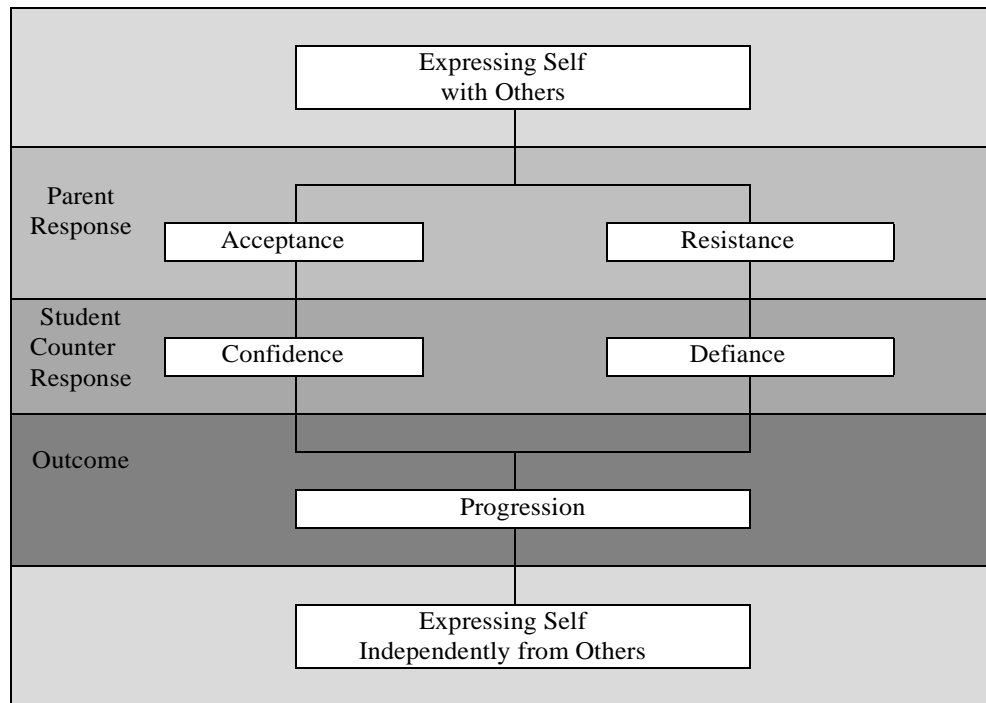 Expressing Self
with Others
Parent
Response
Acceptance
Resistance
Student
Counter
Response
Confidence
Defiance
Outcome
Progression
Expressing Self
Independently from Others